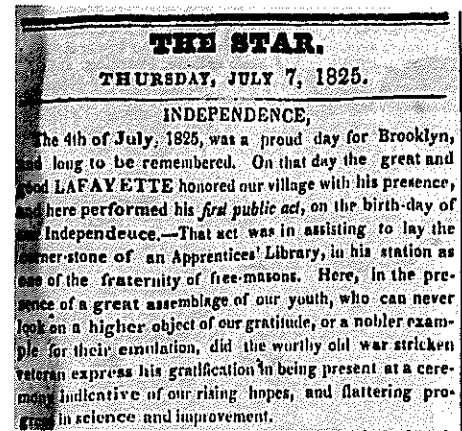 THE STAR.
THURSDAY, JULY 7, 1825.
INDEPENDENCE,
The 4th of July, 1825, was a proud day for Brooklyn,
and long to be remembered. On that day the great and
good LAFAYETTE honored our village with his presence,
and here performed his first public act, on the birth-day of
our Independence.—That act was in assisting to lay the
corner-stone of an Apprentices' Library, in his station as
one of the fraternity of free-masons. Here, in the pre-
sence of a great assemblage of our youth, who can never
look on a higher object of our gratitude, or a nobler exam-
ple for their emulation, did the worthy old war stricken
veteran express his gratification in being present at a cere-
mony indicative of our rising hopes, and flattering pro-
gress in science and improvement.